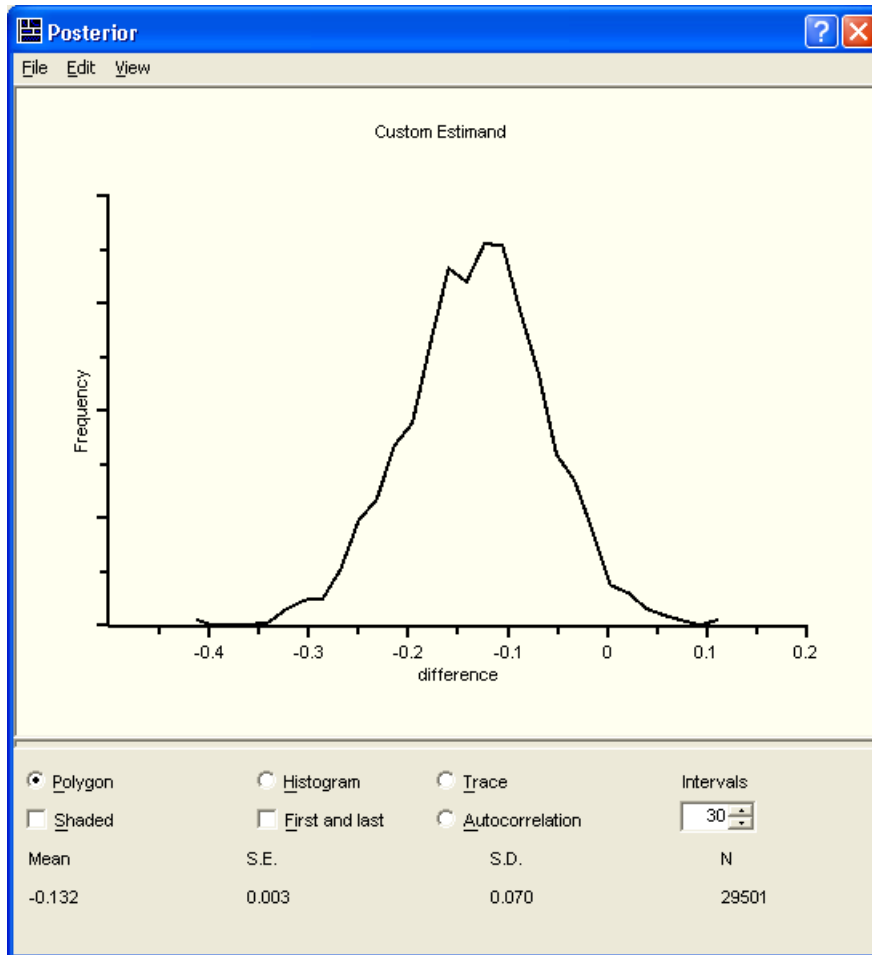 Posterior
File Edit View
Custom Estimand
Frequency
-0.4 -0.3 -0.2 -0.1 0 0.1 0.2
difference
Polygon Histogram Trace Intervals
Shaded First and last Autocorrelation 30
Mean S.E. S.D. N
-0.132 0.003 0.070 29501